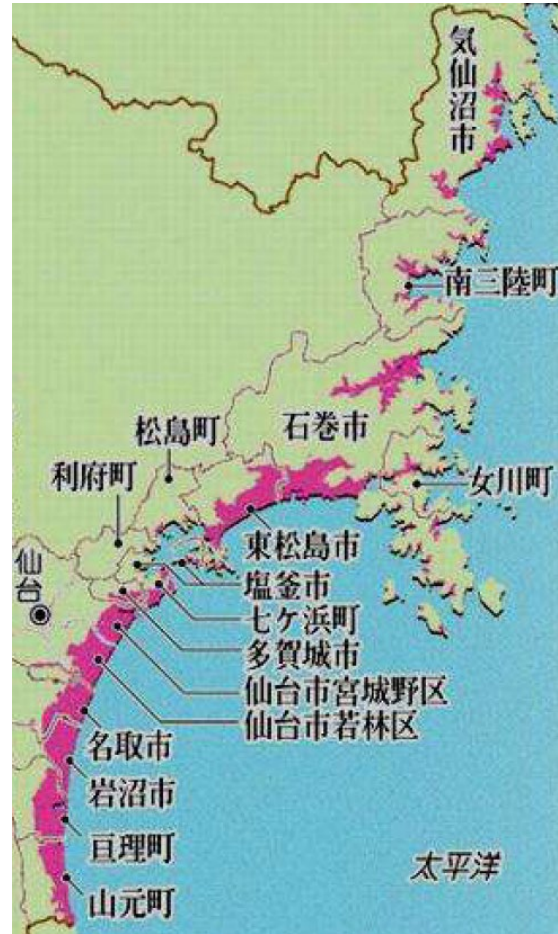 気仙沼市
南三陸町
石巻市
松島町
利府町
女川町
仙台
東松島市
塩釜市
七ケ浜町
多賀城市
仙台市宮城野区
仙台市若林区
名取市
岩沼市
亘理町
山元町
太平洋